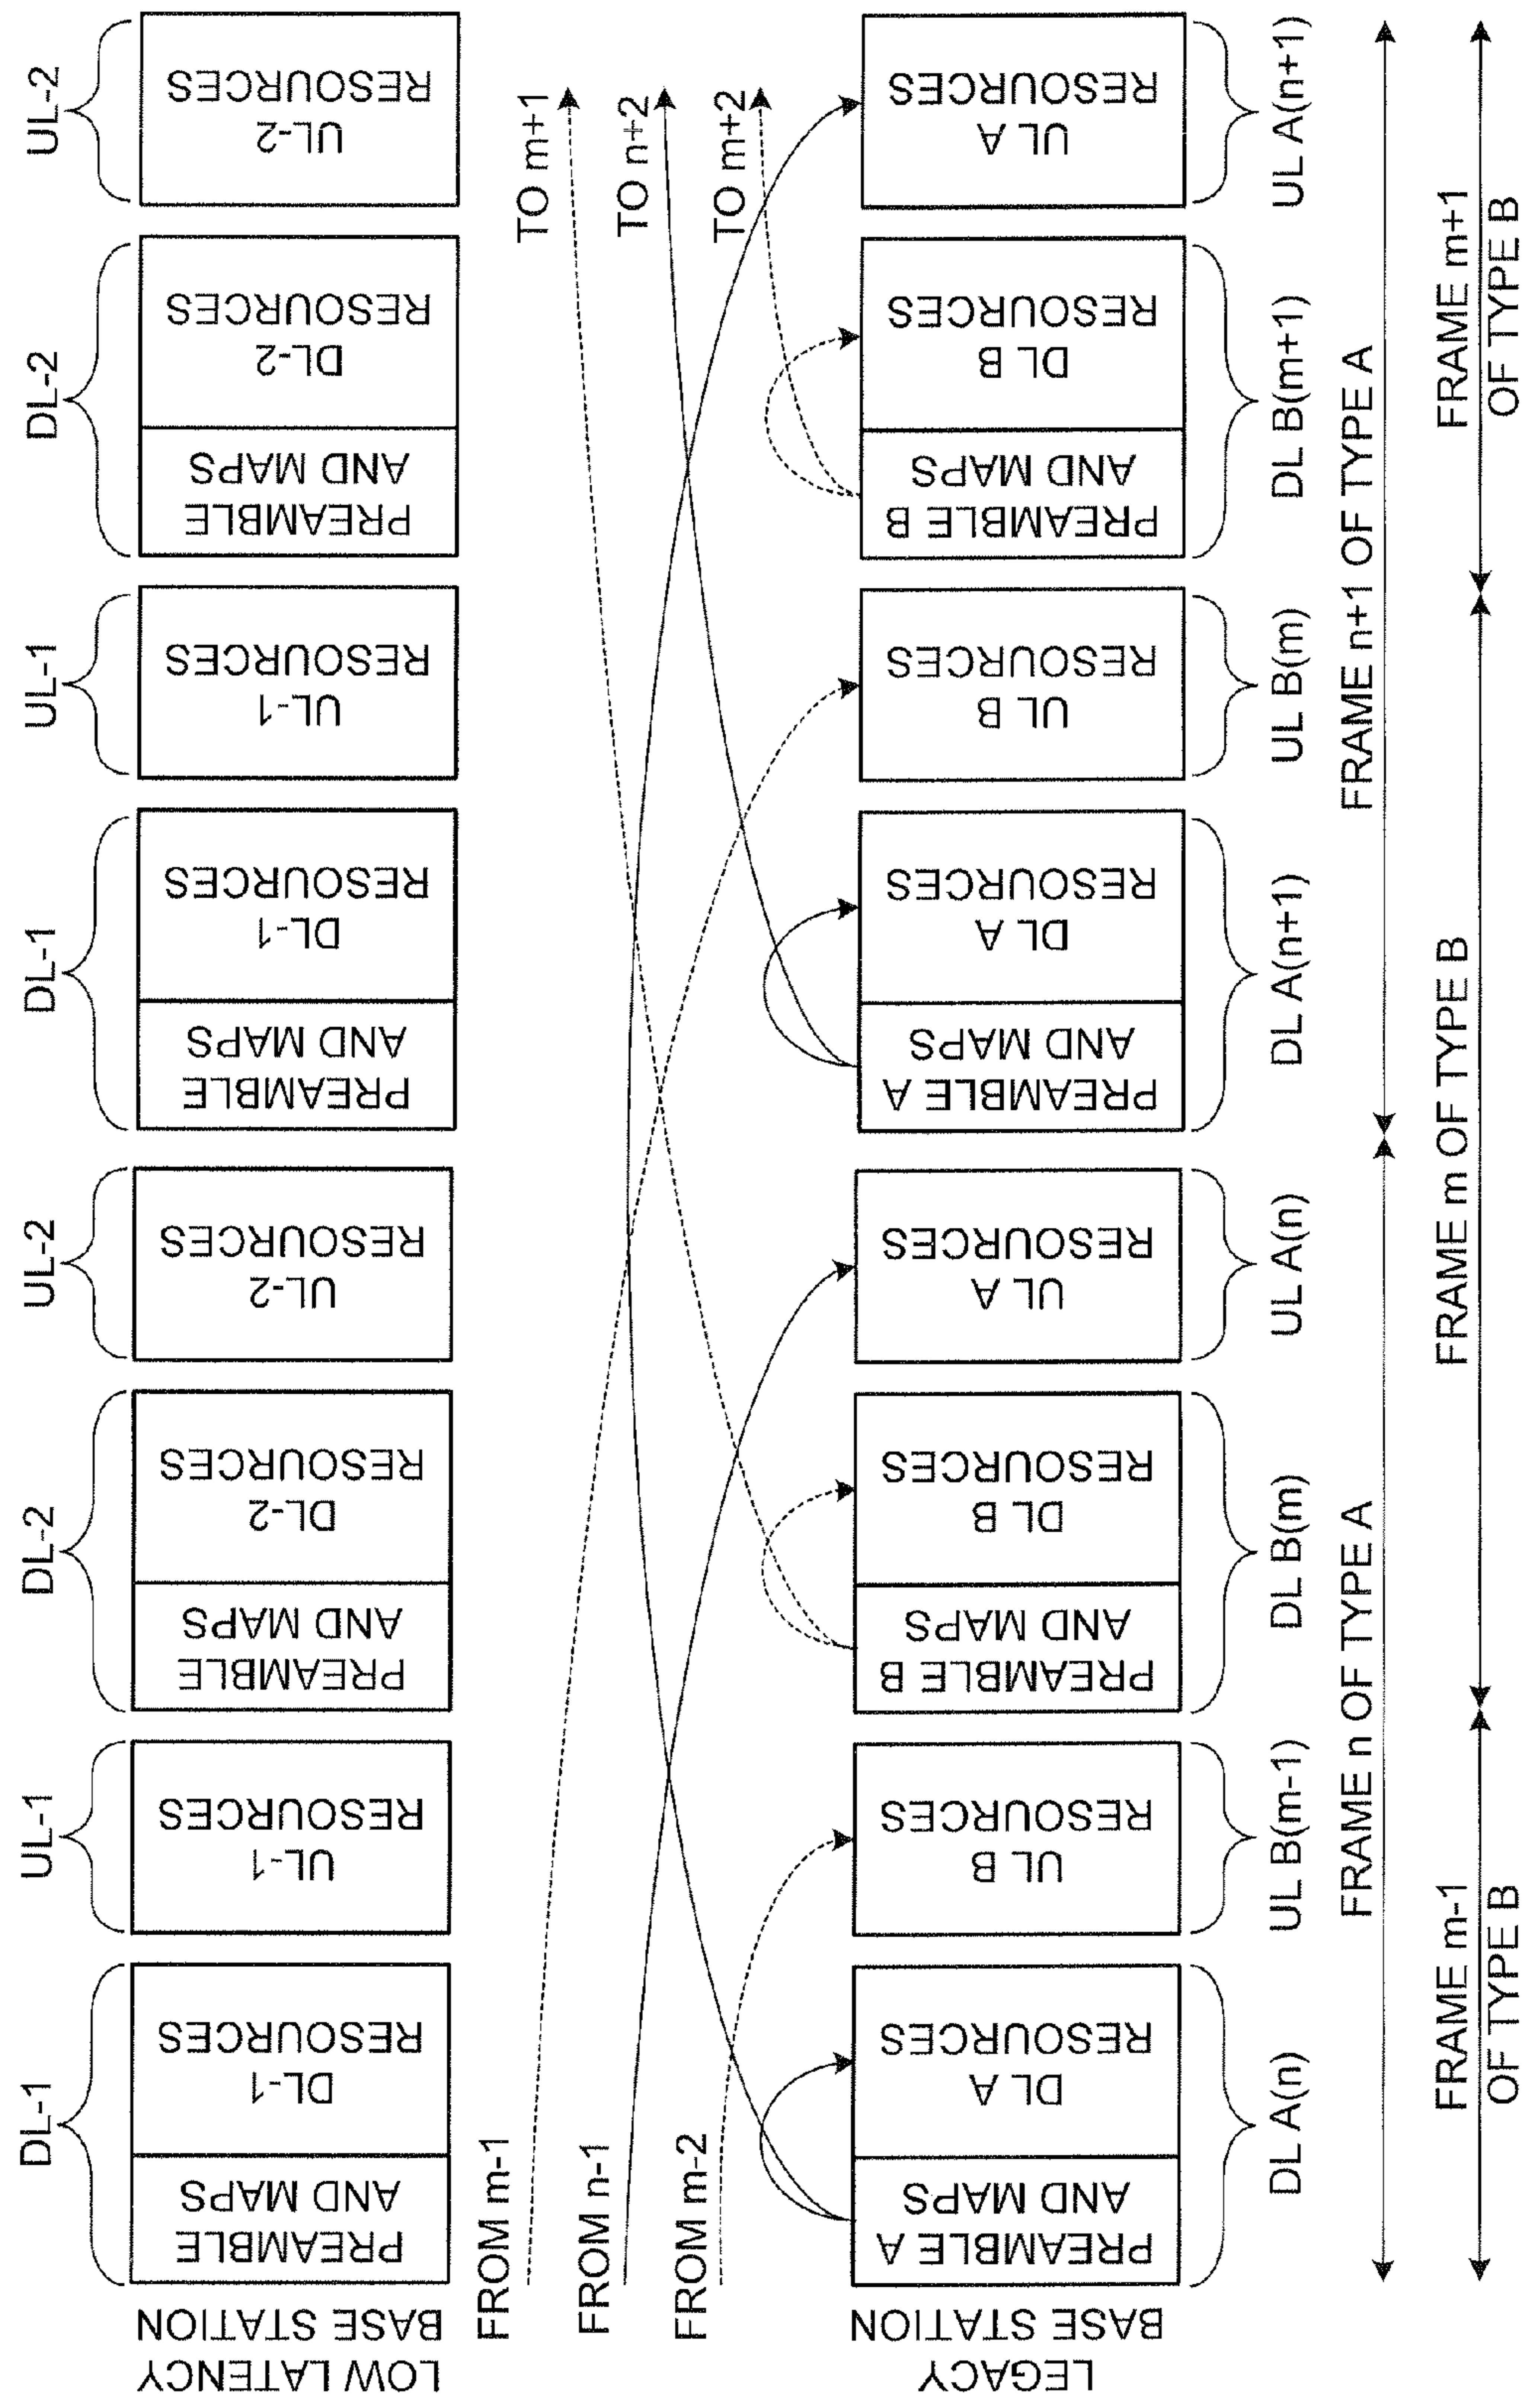 DL-1
UL-1
DL-2
UL-2
DL-1
UL-1
DL-2
UL-2
LOW LATENCY
BASE STATION
PREAMBLE
AND MAPS
DL-1
RESOURCES
UL-1
RESOURCES
PREAMBLE
AND MAPS
DL-2
RESOURCES
UL-2
RESOURCES
PREAMBLE
AND MAPS
DL-1
RESOURCES
UL-1
RESOURCES
PREAMBLE
AND MAPS
DL-2
RESOURCES
UL-2
RESOURCES
FROM m-1
TO m+1
FROM n-1
TO n+2
FROM m-2
TO m+2
LEGACY
BASE STATION
PREAMBLE A
AND MAPS
DL A
RESOURCES
UL B
RESOURCES
PREAMBLE B
AND MAPS
DL B
RESOURCES
UL A
RESOURCES
PREAMBLE A
AND MAPS
DL A
RESOURCES
UL B
RESOURCES
PREAMBLE B
AND MAPS
DL B
RESOURCES
UL A
RESOURCES
DL A(n)
UL B(m-1)
DL B(m)
UL A(n)
DL A(n+1)
UL B(m)
DL B(m+1)
UL A(n+1)
FRAME n OF TYPE A
FRAME n+1 OF TYPE A
FRAME m-1
OF TYPE B
FRAME m OF TYPE B
FRAME m+1
OF TYPE B